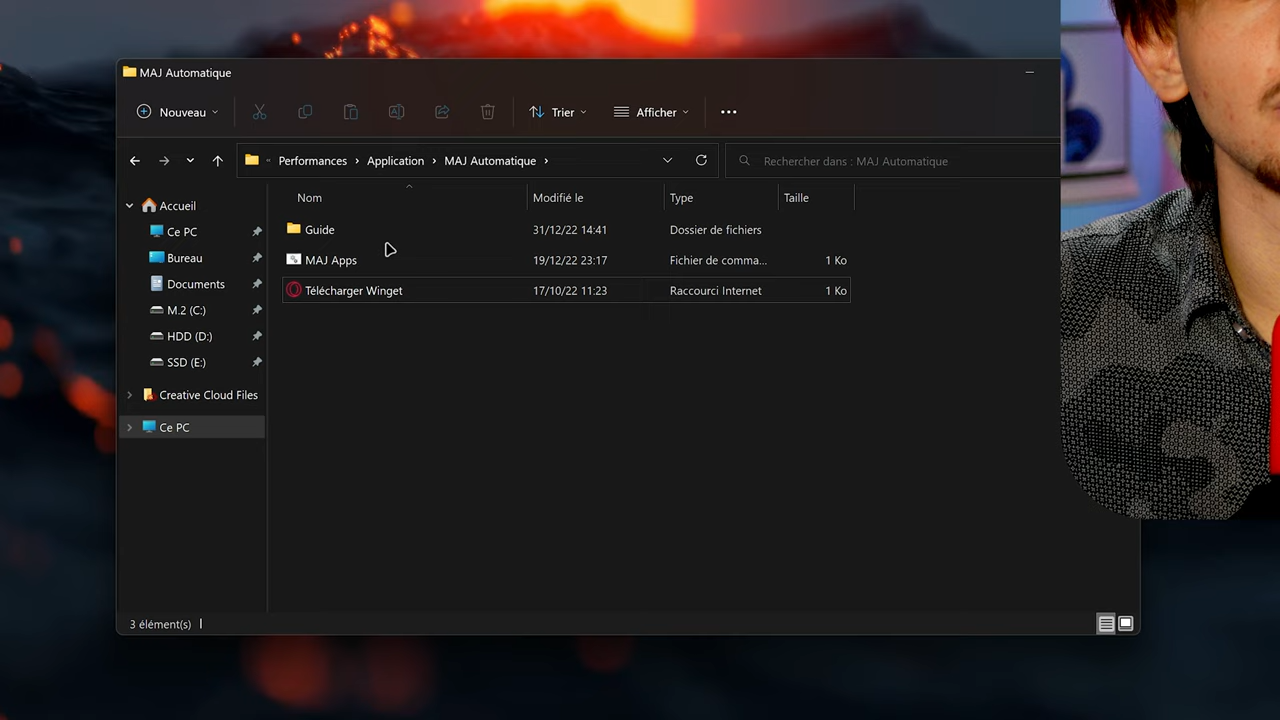 MAJ Automatique
Nouveau
Trier
Afficher
Performances › Application › MAJ Automatique ›
Rechercher dans : MAJ Automatique
Nom Modifié le Type Taille
Guide 31/12/22 14:41 Dossier de fichiers
MAJ Apps 19/12/22 23:17 Fichier de comma... 1 Ko
Télécharger Winget 17/10/22 11:23 Raccourci Internet 1 Ko
Accueil
Ce PC
Bureau
Documents
M.2 (C:)
HDD (D:)
SSD (E:)
Creative Cloud Files
Ce PC
3 élément(s)